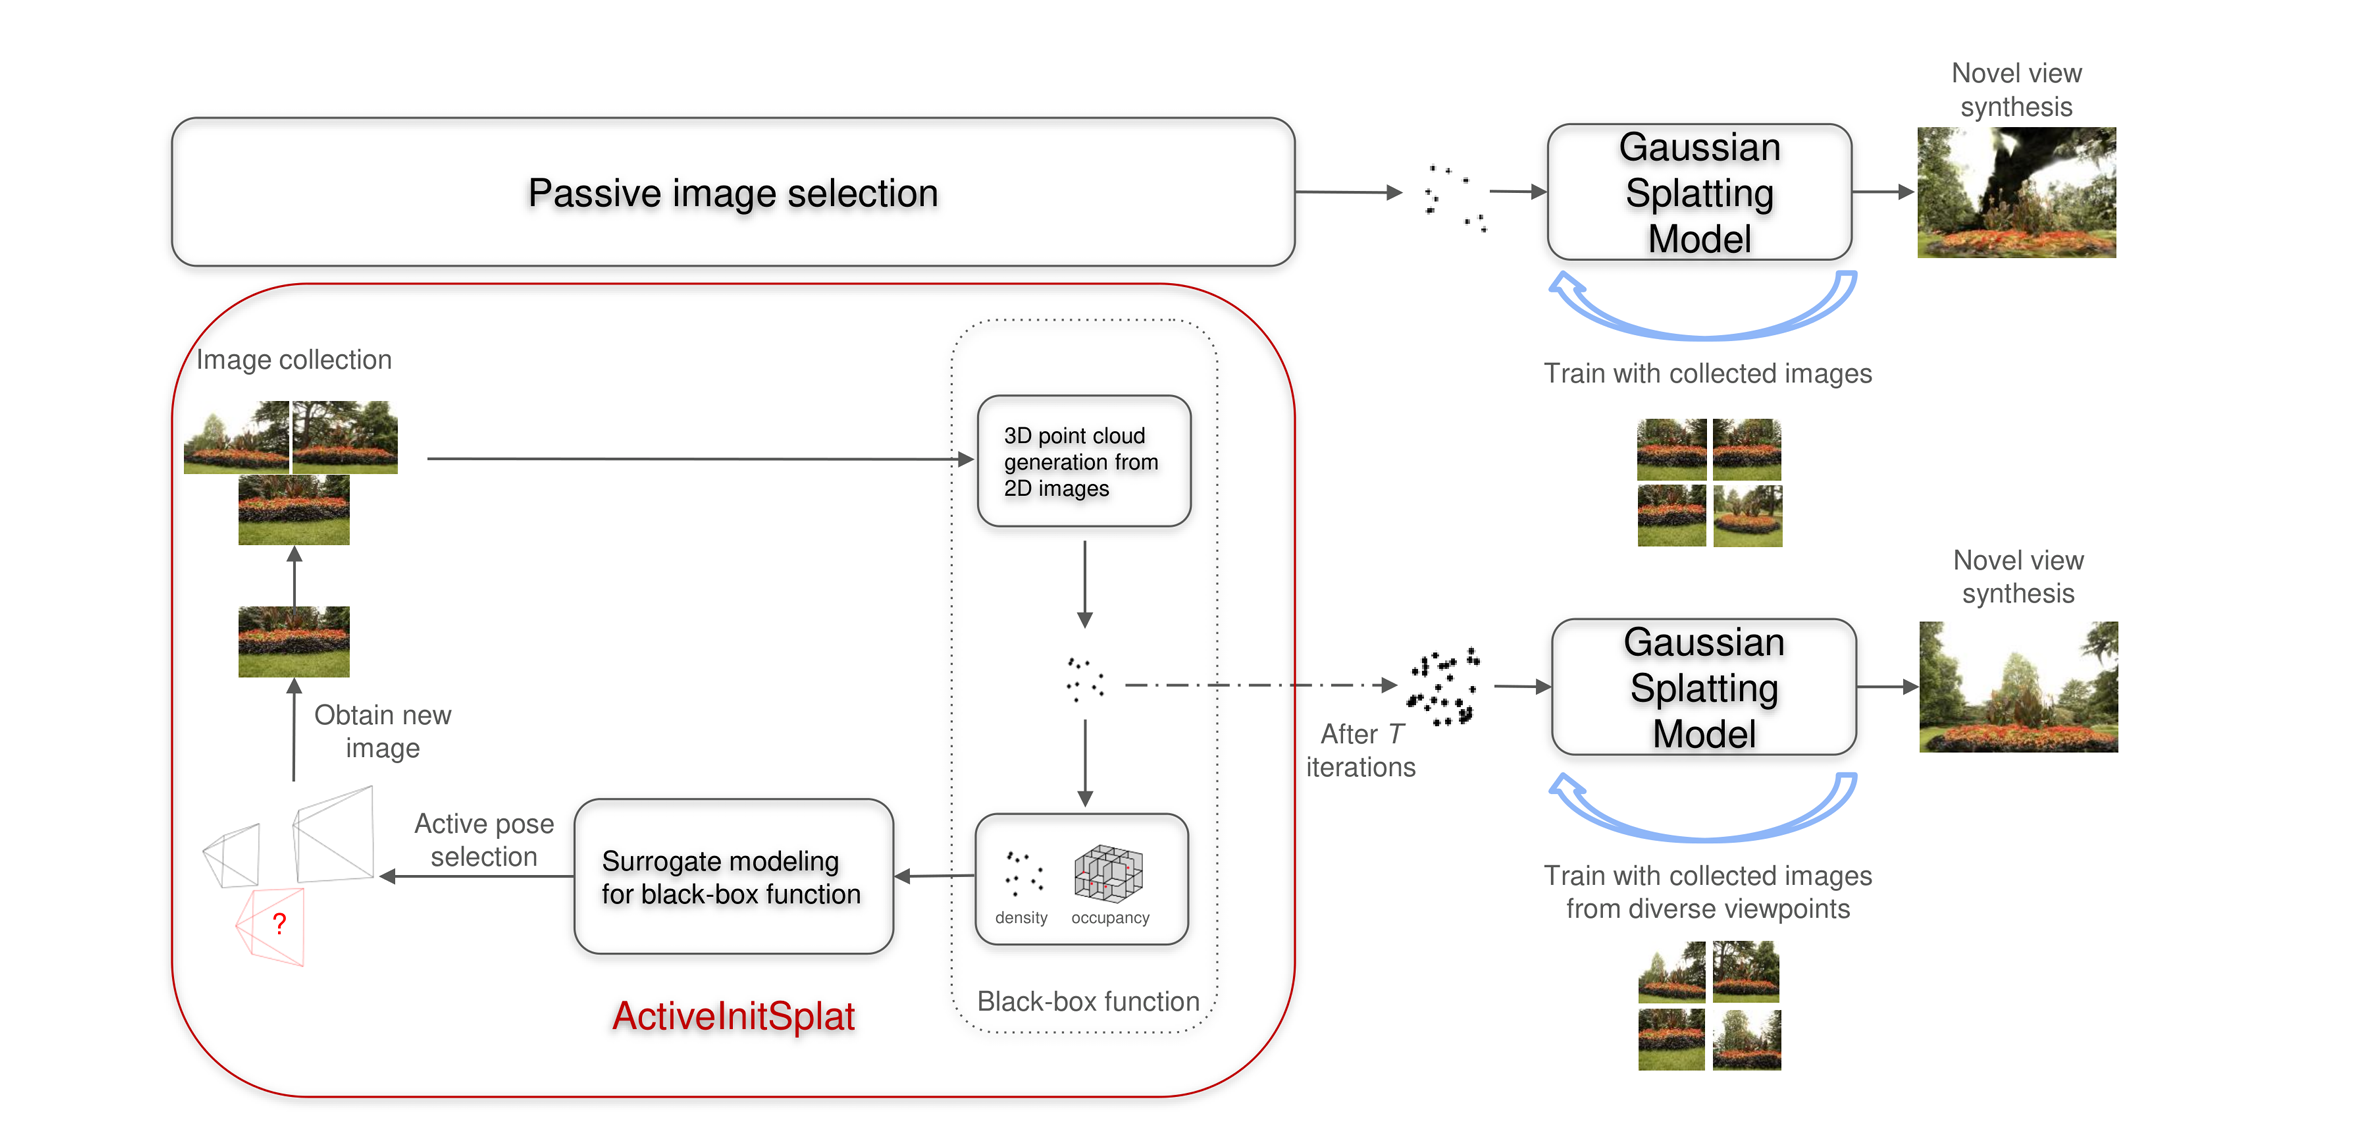 Novel view
synthesis
Passive image selection
Gaussian
Splatting
Model
Train with collected images
Image collection
3D point cloud
generation from
2D images
Obtain new
image
After T
iterations
Active pose
selection
?
Surrogate modeling
for black-box function
density
occupancy
Black-box function
ActiveInitSplat
Novel view
synthesis
Gaussian
Splatting
Model
Train with collected images
from diverse viewpoints